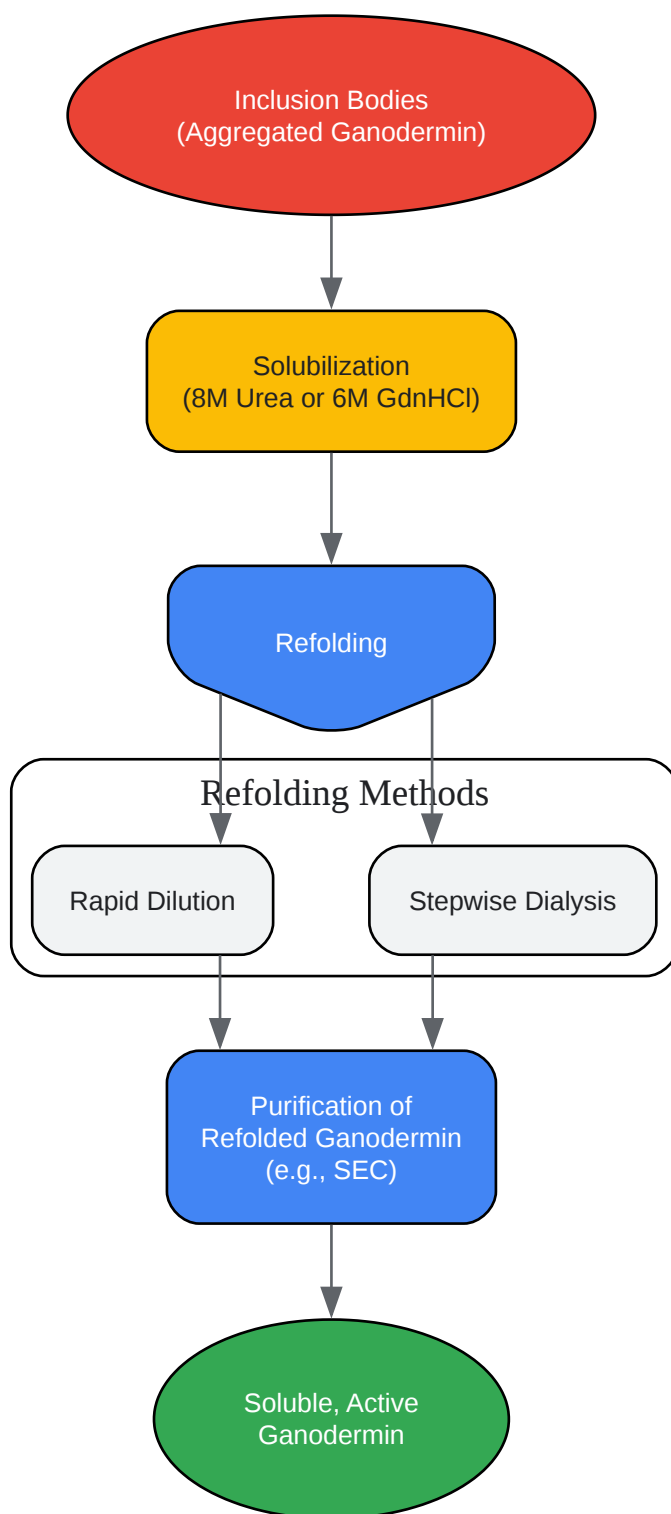 Inclusion Bodies
(Aggregated Ganodermin)
Solubilization
(8M Urea or 6M GdnHCl)
Refolding
Refolding Methods
Rapid Dilution
Stepwise Dialysis
Purification of
Refolded Ganodermin
(e.g., SEC)
Soluble, Active
Ganodermin